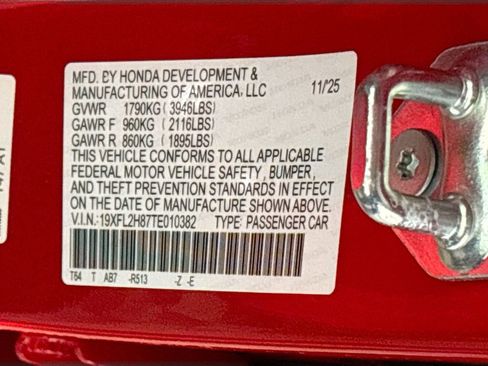 MFD. BY HONDA DEVELOPMENT &
MANUFACTURING OF AMERICA, LLC 11/25
GVWR 1790KG ( 3946LBS)
GAWR F 960KG ( 2116LBS)
GAWR R 860KG ( 1895LBS)
THIS VEHICLE CONFORMS TO ALL APPLICABLE
FEDERAL MOTOR VEHICLE SAFETY , BUMPER,
AND THEFT PREVENTION STANDARDS IN EFFECT
ON THE DATE OF MANUFACTURE SHOWN ABOVE.
V.I.N.: 19XFL2H87TE010382 TYPE: PASSENGER CAR
T64 T AB7 -R513 -Z -E